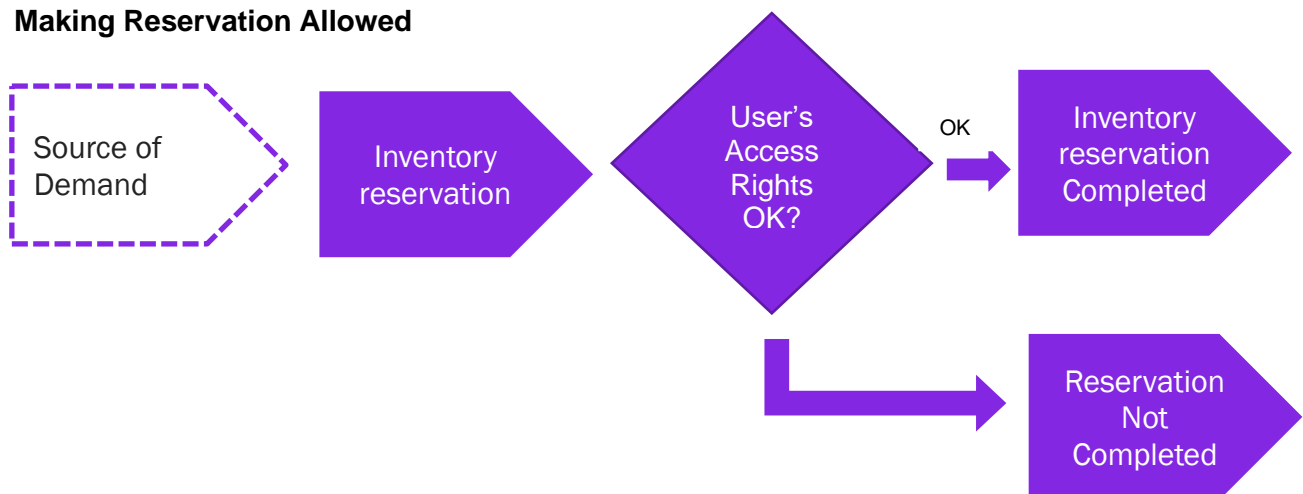 Making Reservation Allowed
Source of
Demand
Inventory
reservation
User's
Access
Rights
OK?
OK
Inventory
reservation
Completed
Reservation
Not
Completed